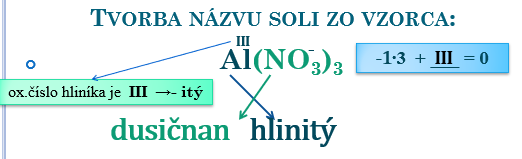 TVORBA NÁZVU SOLI ZO VZORCA:
III
Al(NO₃⁻)₃
-1·3 + III = 0
ox.číslo hliníka je III →- itý
dusičnan hlinitý